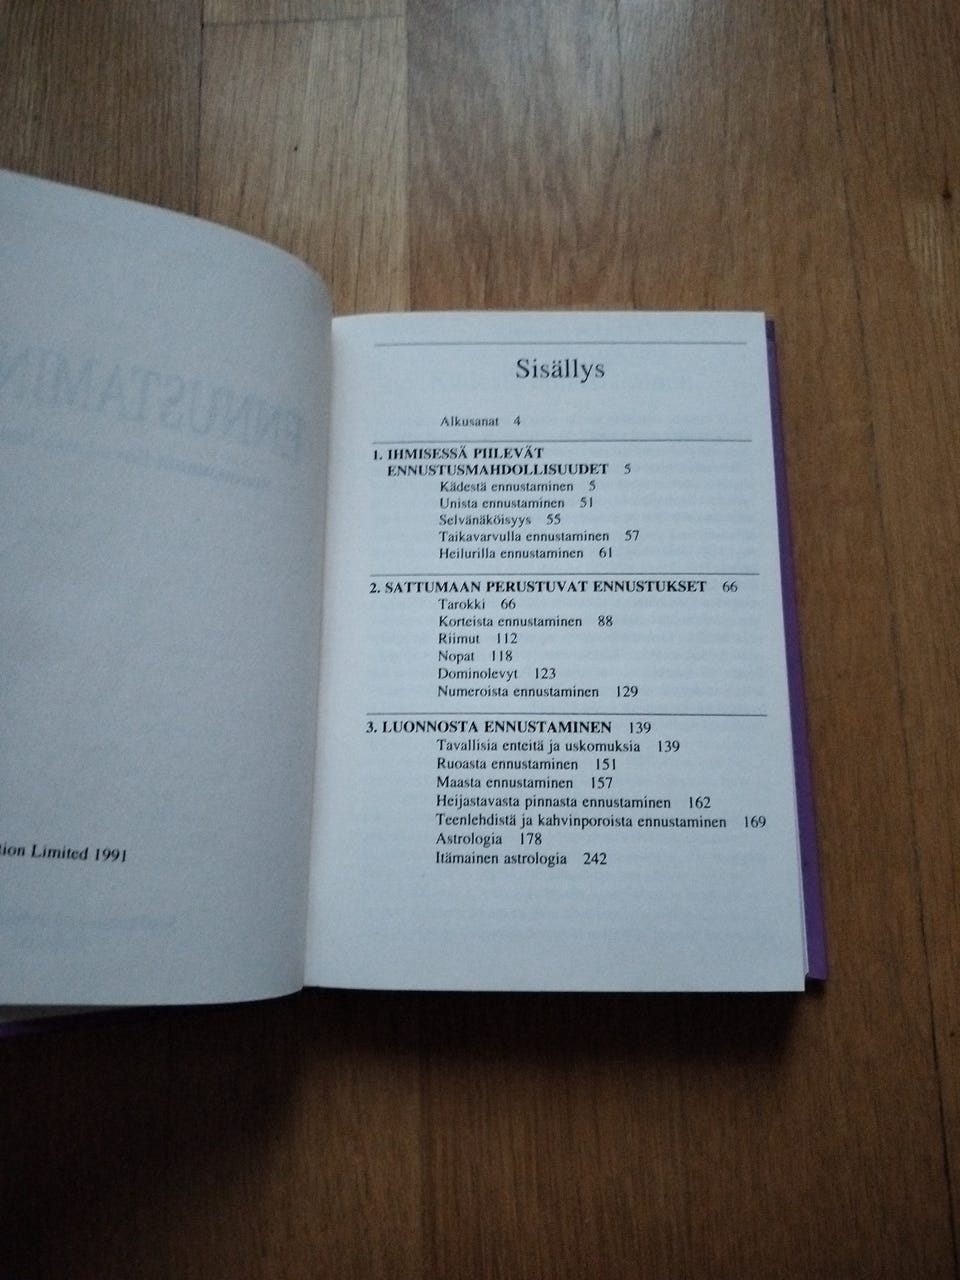 tion Limited 1991
Sisällys
Alkusanat 4
1. IHMISESSÄ PIILEVÄT
ENNUSTUSMAHDOLLISUUDET 5
Kädestä ennustaminen 5
Unista ennustaminen 51
Selvänäköisyys 55
Taikavarvulla ennustaminen 57
Heilurilla ennustaminen 61
2. SATTUMAAN PERUSTUVAT ENNUSTUKSET 66
Tarokki 66
Korteista ennustaminen 88
Riimut 112
Nopat 118
Dominolevyt 123
Numeroista ennustaminen 129
3. LUONNOSTA ENNUSTAMINEN 139
Tavallisia enteitä ja uskomuksia 139
Ruoasta ennustaminen 151
Maasta ennustaminen 157
Heijastavasta pinnasta ennustaminen 162
Teenlehdistä ja kahvinporoista ennustaminen 169
Astrologia 178
Itämainen astrologia 242